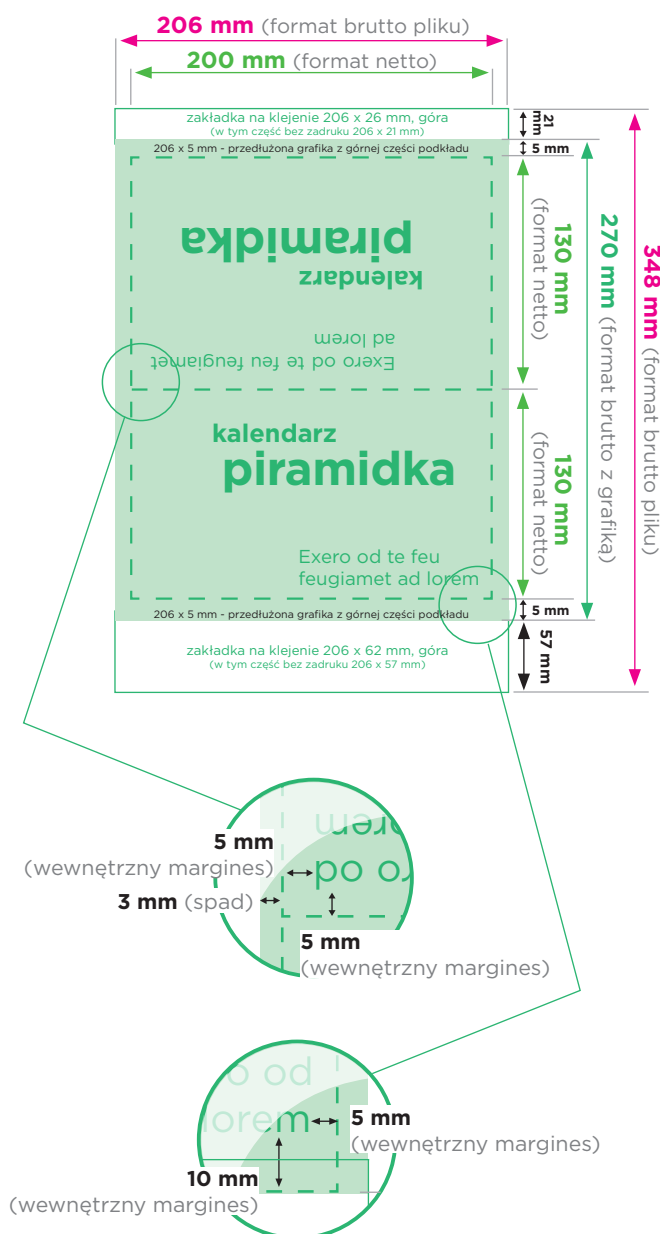 206 mm (format brutto pliku)
200 mm (format netto)
zakładka na klejenie 206 x 26 mm, góra
(w tym część bez zadruku 206 x 21 mm)
21 mm
206 x 5 mm - przedłużona grafika z górnej części podkładu
5 mm
kalendarz
piramidka
Exero od te feu feugiamet
ad lorem
130 mm
(format netto)
270 mm (format brutto z grafiką)
348 mm (format brutto pliku)
kalendarz
piramidka
Exero od te feu
feugiamet ad lorem
130 mm
(format netto)
206 x 5 mm - przedłużona grafika z górnej części podkładu
5 mm
zakładka na klejenie 206 x 62 mm, góra
(w tym część bez zadruku 206 x 57 mm)
57 mm
orem
ro od
5 mm
(wewnętrzny margines)
3 mm (spad)
5 mm
(wewnętrzny margines)
o od
lorem
5 mm
(wewnętrzny margines)
10 mm
(wewnętrzny margines)